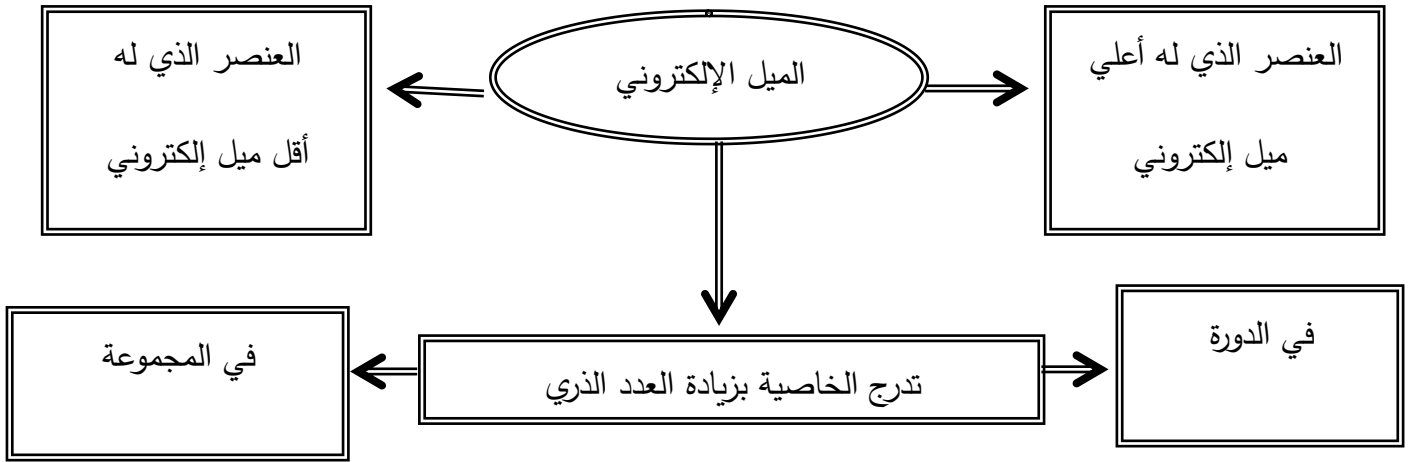 العنصر الذي له أعلي
ميل إلكتروني
الميل الإلكتروني
العنصر الذي له
أقل ميل إلكتروني
في الدورة
تدرج الخاصية بزيادة العدد الذري
في المجموعة